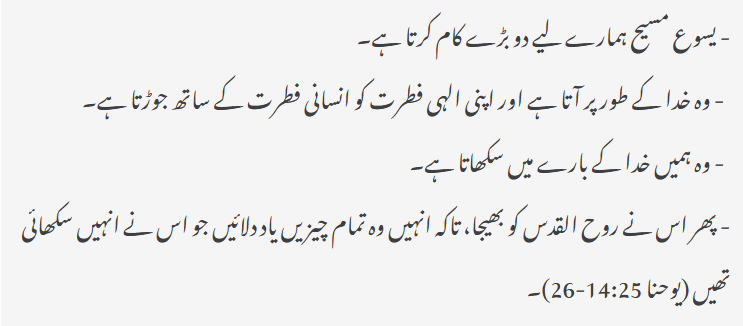 - یسوع مسیح ہمارے لیے دو بڑے کام کرتا ہے۔
- وہ خدا کے طور پر آتا ہے اور اپنی الہی فطرت کو انسانی فطرت کے ساتھ جوڑتا ہے۔
- وہ ہمیں خدا کے بارے میں سکھاتا ہے۔
- پھر اس نے روح القدس کو بھیجا، تاکہ انہیں وہ تمام چیزیں یاد دلائیں جو اس نے انہیں سکھائی
تھیں (یوحنا 14:25-26)۔